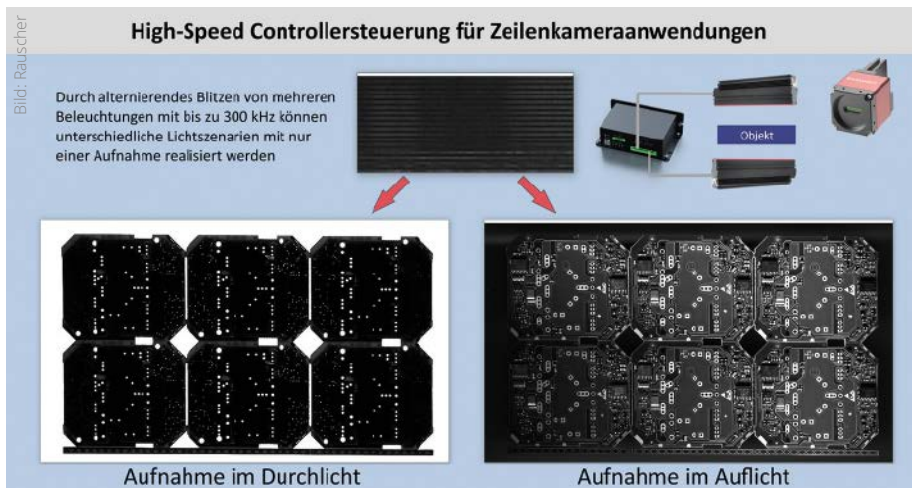 High-Speed Controllersteuerung für Zeilenkameraanwendungen
Bild: Rauscher
Durch alternierendes Blitzen von mehreren
Beleuchtungen mit bis zu 300 kHz können
unterschiedliche Lichtszenarien mit nur
einer Aufnahme realisiert werden
Objekt
Aufnahme im Durchlicht
Aufnahme im Auflicht